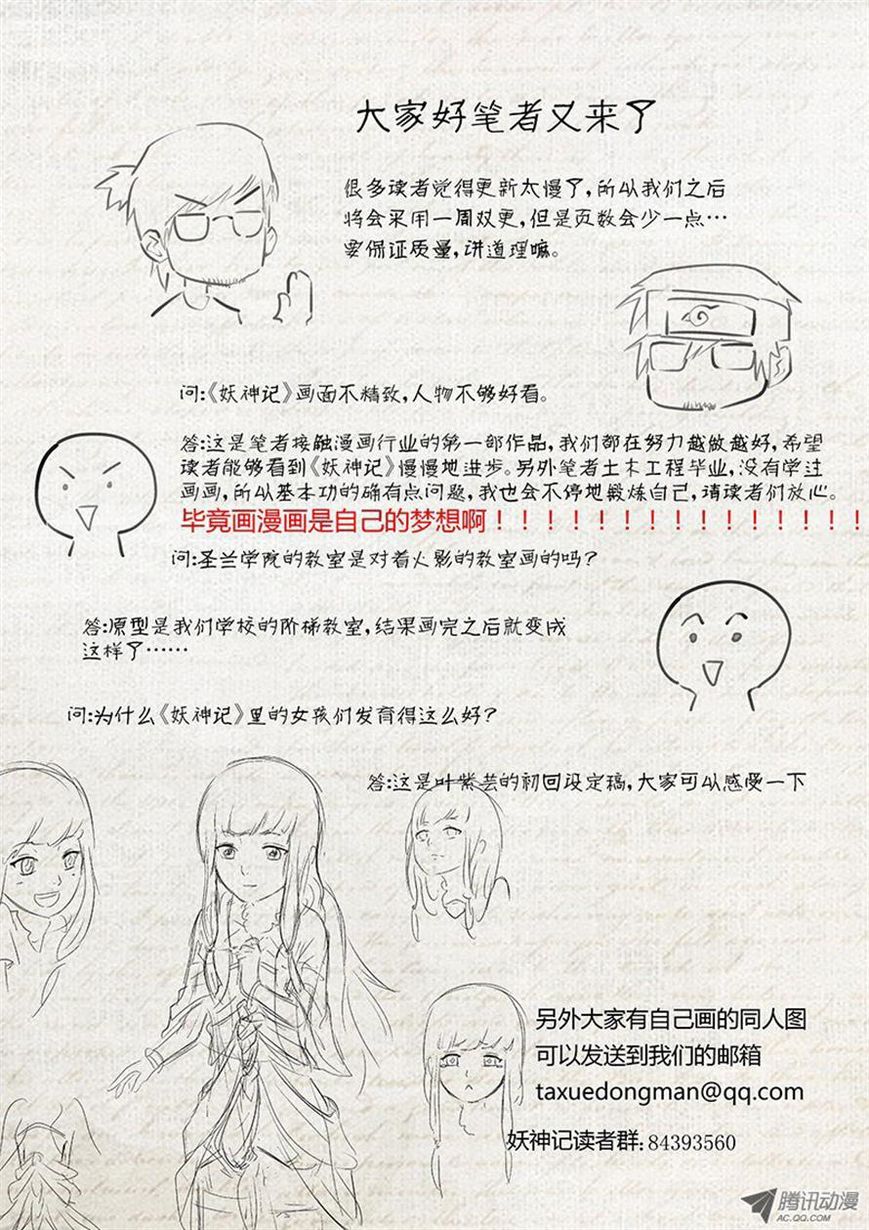 大家好笔者又来了
很多读者觉得更新太慢了,所以我们之后
将会采用一周双更,但是页数会少一点…
要保证质量,讲道理嘛。
问:《妖神记》画面不精致,人物不够好看。
答:这是笔者接触漫画行业的第一部作品,我们都在努力越做越好,希望
读者能够看到《妖神记》慢慢地进步。另外笔者土木工程毕业,没有学过
画画,所以基本功的确有点问题,我也会不停地锻炼自己,请读者们放心。
毕竟画漫画是自己的梦想啊！！！！！！！！！！！！！！！
问:圣兰学院的教室是对着火影的教室画的吗?
答:原型是我们学校的阶梯教室,结果画完之后就变成
这样了……
问:为什么《妖神记》里的女孩们发育得这么好?
答:这是叶紫芸的初回设定稿,大家可以感受一下
另外大家有自己画的同人图
可以发送到我们的邮箱
taxuedongman@qq.com
妖神记读者群:84393560
腾讯动漫
AC.QQ.COM